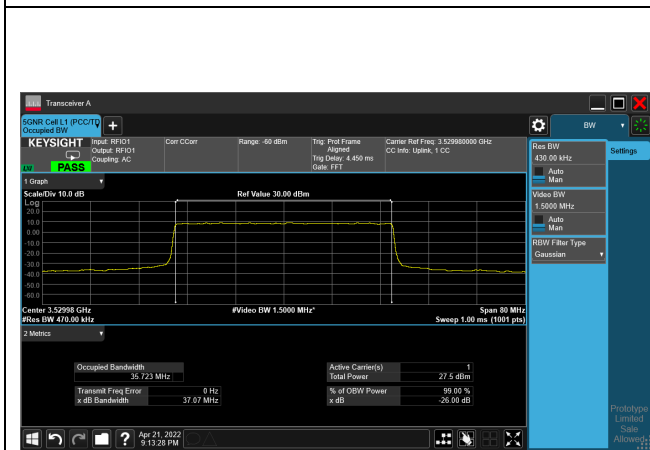 Transceiver A
5GNR Cell L1 (PCC/TD
Occupied BW
BW
KEYSIGHT
Input: RFIO1
Output: RFIO1
Coupling: AC
Corr CCorr
Range: -60 dBm
Trig: Prot Frame
Aligned
Trig Delay: 4.450 ms
Gate: FFT
Carrier Ref Freq: 3.529980000 GHz
CC Info: Uplink, 1 CC
PASS
Res BW
430.00 kHz
Auto
Man
Settings
1 Graph
Scale/Div 10.0 dB
Ref Value 30.00 dBm
Video BW
1.5000 MHz
Auto
Man
Log
20.0
10.0
0.00
-10.0
-20.0
-30.0
-40.0
-50.0
-60.0
RBW Filter Type
Gaussian
Center 3.52998 GHz
#Video BW 1.5000 MHz*
Span 80 MHz
#Res BW 470.00 kHz
Sweep 1.00 ms (1001 pts)
2 Metrics
Occupied Bandwidth
35.723 MHz
Active Carrier(s) 1
Total Power 27.5 dBm
Transmit Freq Error 0 Hz
x dB Bandwidth 37.07 MHz
% of OBW Power 99.00 %
x dB -26.00 dB
Prototype
Limited
Sale
Allowed
Apr 21, 2022
9:13:28 PM